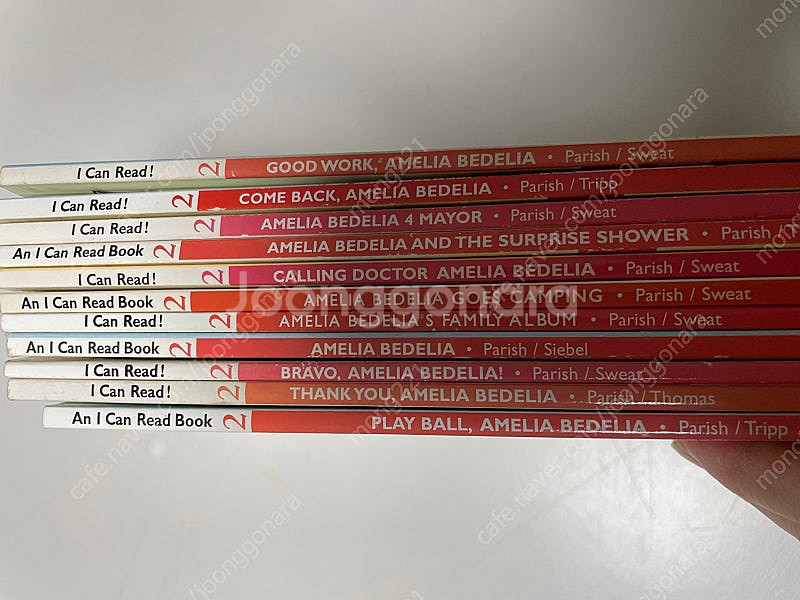 I Can Read! 2 GOOD WORK, AMELIA BEDELIA • Parish / Sweat
I Can Read! 2 COME BACK, AMELIA BEDELIA • Parish / Tripp
I Can Read! 2 AMELIA BEDELIA 4 MAYOR • Parish / Sweat
An I Can Read Book 2 AMELIA BEDELIA AND THE SURPRISE SHOWER • Parish /
I Can Read! 2 CALLING DOCTOR AMELIA BEDELIA • Parish / Sweat
An I Can Read Book 2 AMELIA BEDELIA GOES CAMPING • Parish / Sweat
I Can Read! 2 AMELIA BEDELIA'S FAMILY ALBUM • Parish / Sweat
An I Can Read Book 2 AMELIA BEDELIA • Parish / Siebel
I Can Read! 2 BRAVO, AMELIA BEDELIA! • Parish / Sweat
I Can Read! 2 THANK YOU, AMELIA BEDELIA • Parish / Thomas
An I Can Read Book 2 PLAY BALL, AMELIA BEDELIA • Parish / Tripp
Joonggonara
cafe.naver.com/joonggonara